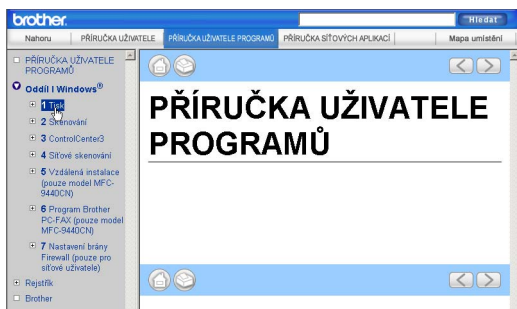 brother
Hledat
Nahoru
PŘÍRUČKA UŽIVATELE
PŘÍRUČKA UŽIVATELE PROGRAMŮ
PŘÍRUČKA SÍŤOVÝCH APLIKACÍ
Mapa umístění
PŘÍRUČKA UŽIVATELE
PROGRAMŮ
Oddíl I Windows®
1 Tisk
2 Skenování
3 ControlCenter3
4 Síťové skenování
5 Vzdálená instalace
(pouze model MFC-
9440CN)
6 Program Brother
PC-FAX (pouze model
MFC-9440CN)
7 Nastavení brány
Firewall (pouze pro
síťové uživatele)
Rejstřík
Brother
PŘÍRUČKA UŽIVATELE
PROGRAMŮ